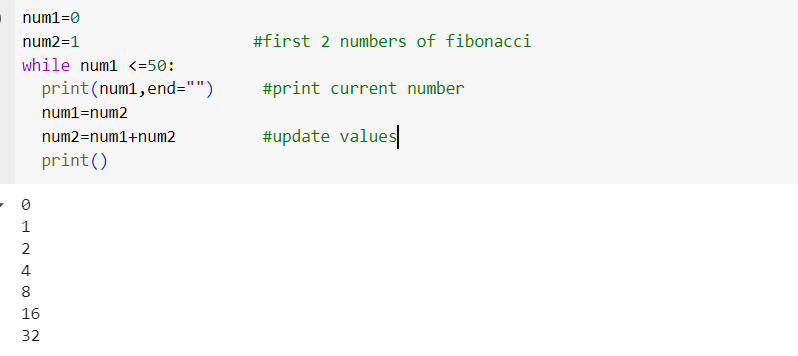 num1=0
num2=1 #first 2 numbers of fibonacci
while num1 <=50:
print(num1,end="") #print current number
num1=num2
num2=num1+num2 #update values
print()
0
1
2
4
8
16
32